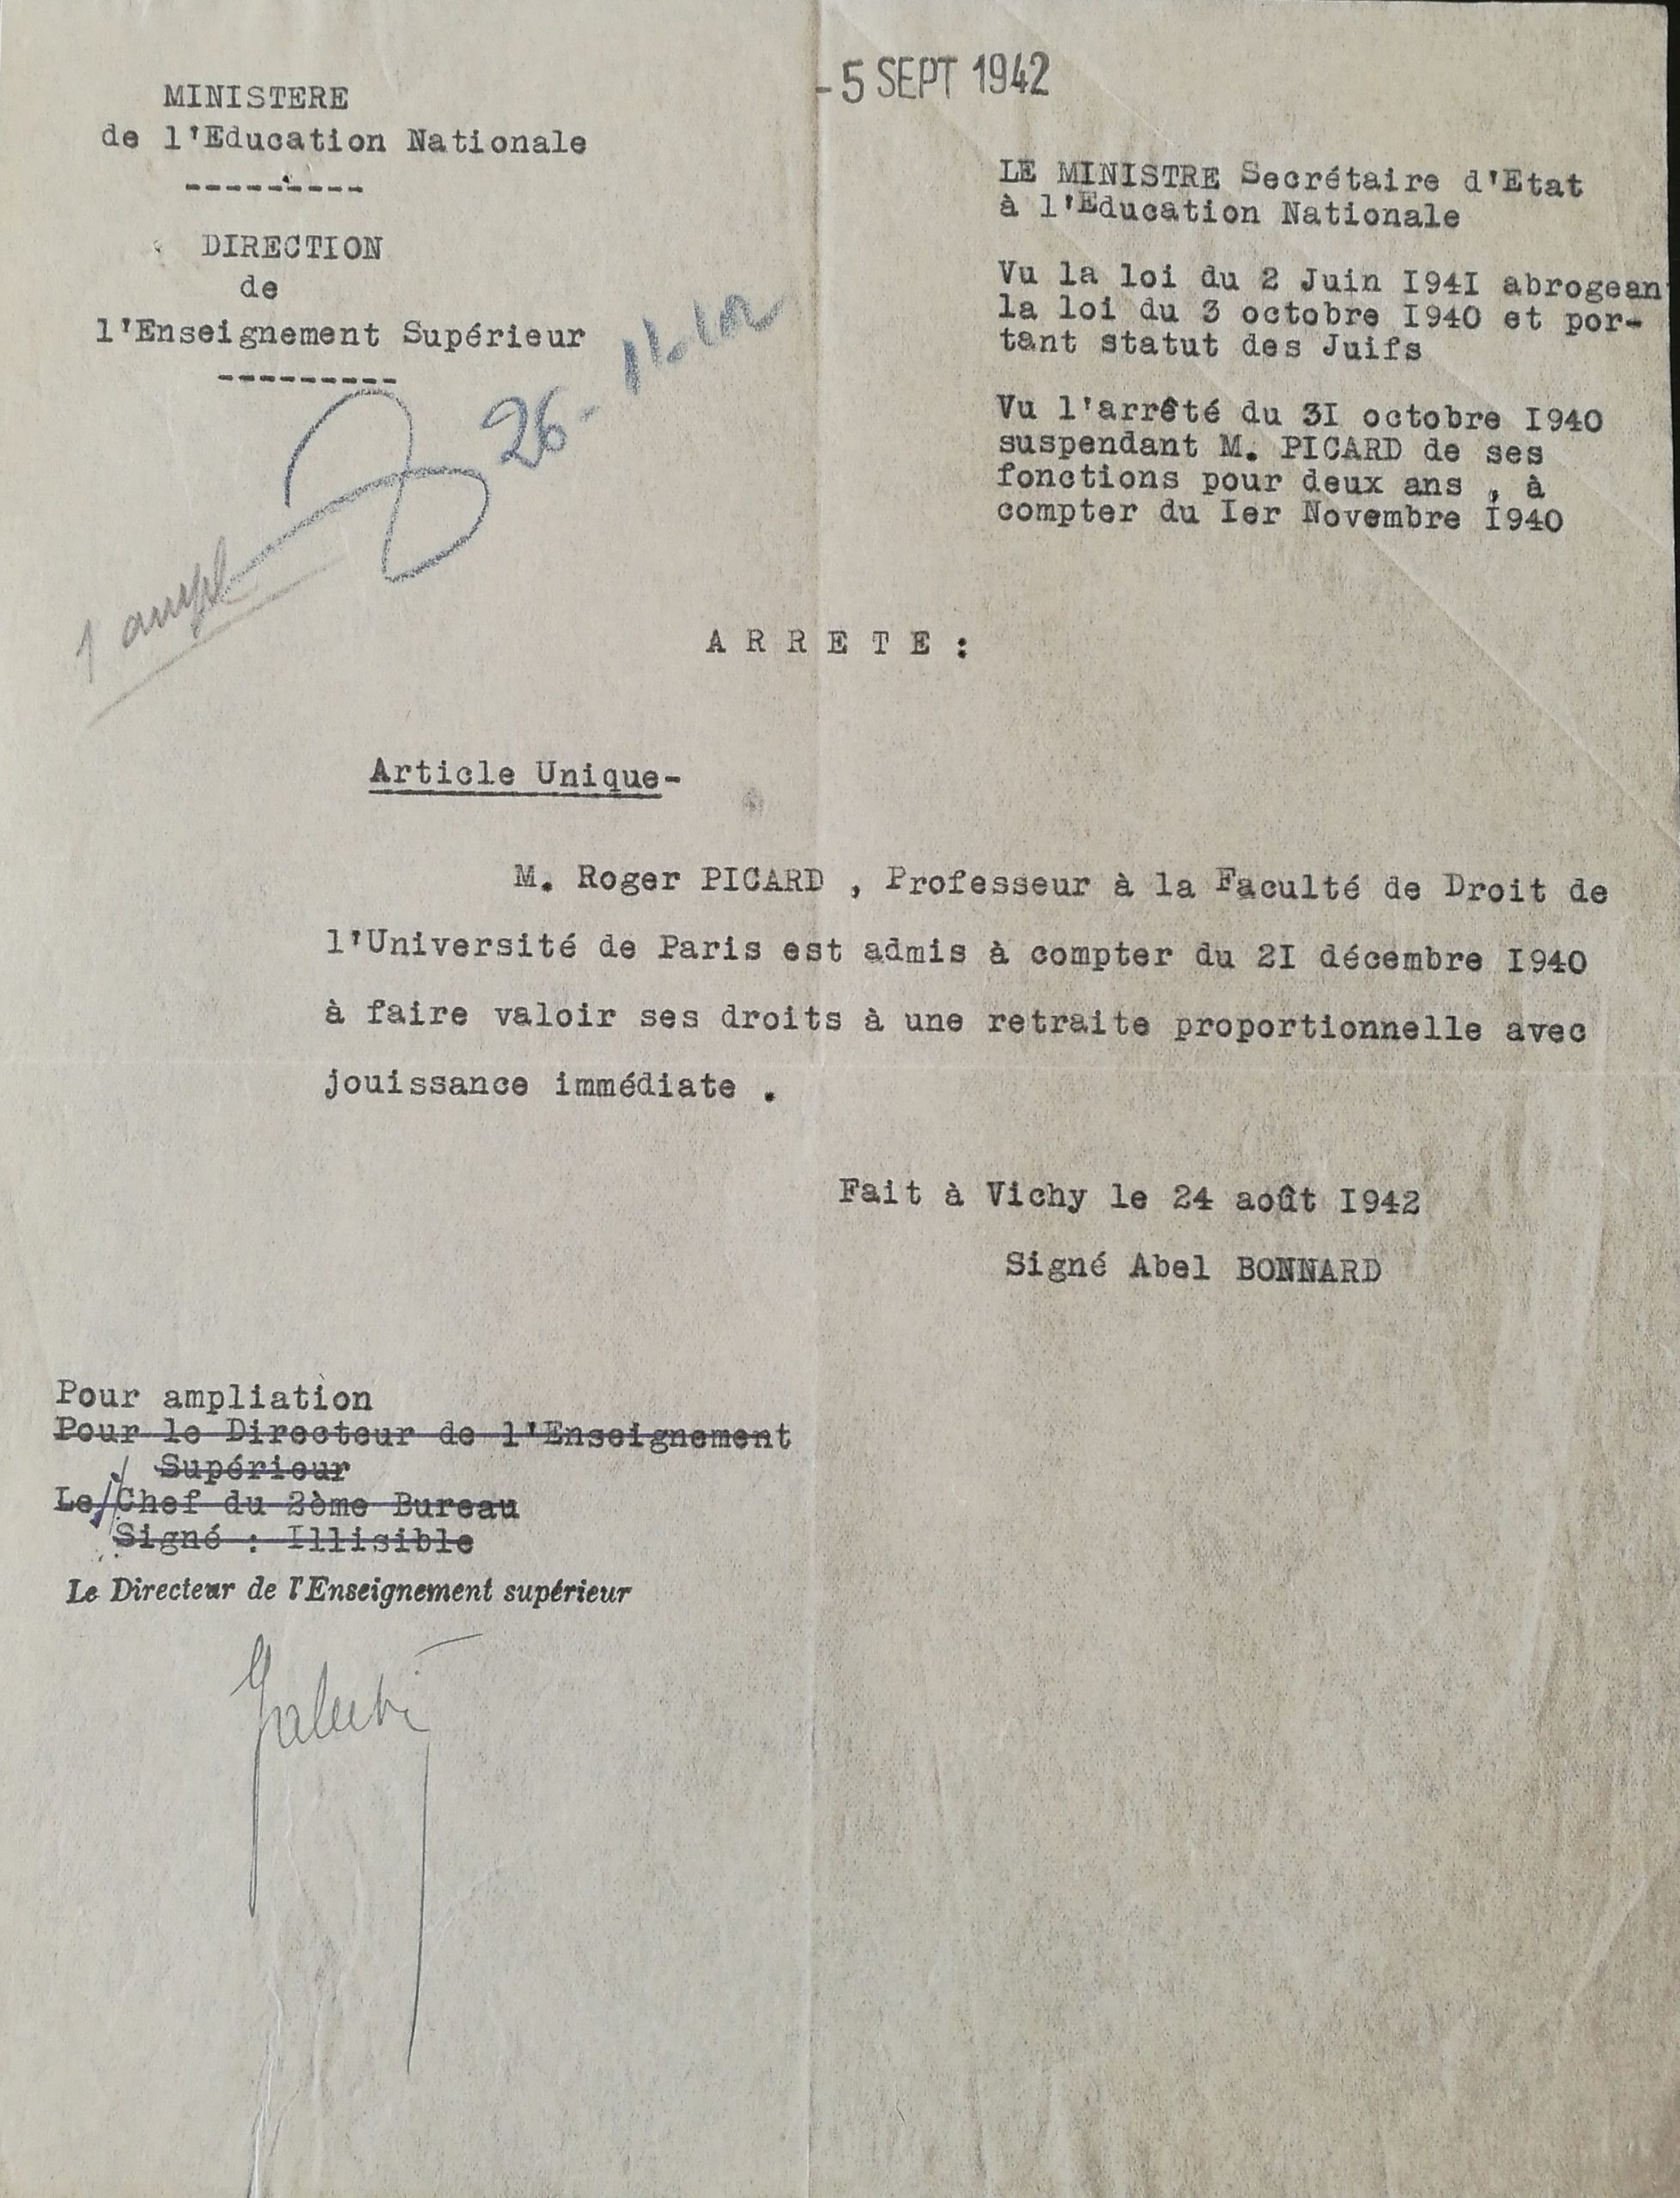 - 5 SEPT 1942
MINISTERE
de l'Education Nationale
---------
DIRECTION
de
l'Enseignement Supérieur
---------
26-
1 ampl
LE MINISTRE Secrétaire d'Etat
à l'Education Nationale
Vu la loi du 2 Juin I94I abrogean
la loi du 3 octobre I940 et por-
tant statut des Juifs
Vu l'arrêté du 3I octobre I940
suspendant M. PICARD de ses
fonctions pour deux ans , à
compter du Ier Novembre I940
A R R E T E :
Article Unique-
M. Roger PICARD , Professeur à la Faculté de Droit de
l'Université de Paris est admis à compter du 2I décembre I940
à faire valoir ses droits à une retraite proportionnelle avec
jouissance immédiate .
Fait à Vichy le 24 août I942
Signé Abel BONNARD
Pour ampliation
Pour le Directeur de l'Enseignement
Supérieur
Le Chef du 2ème Bureau
Signé : Illisible
Le Directeur de l'Enseignement supérieur